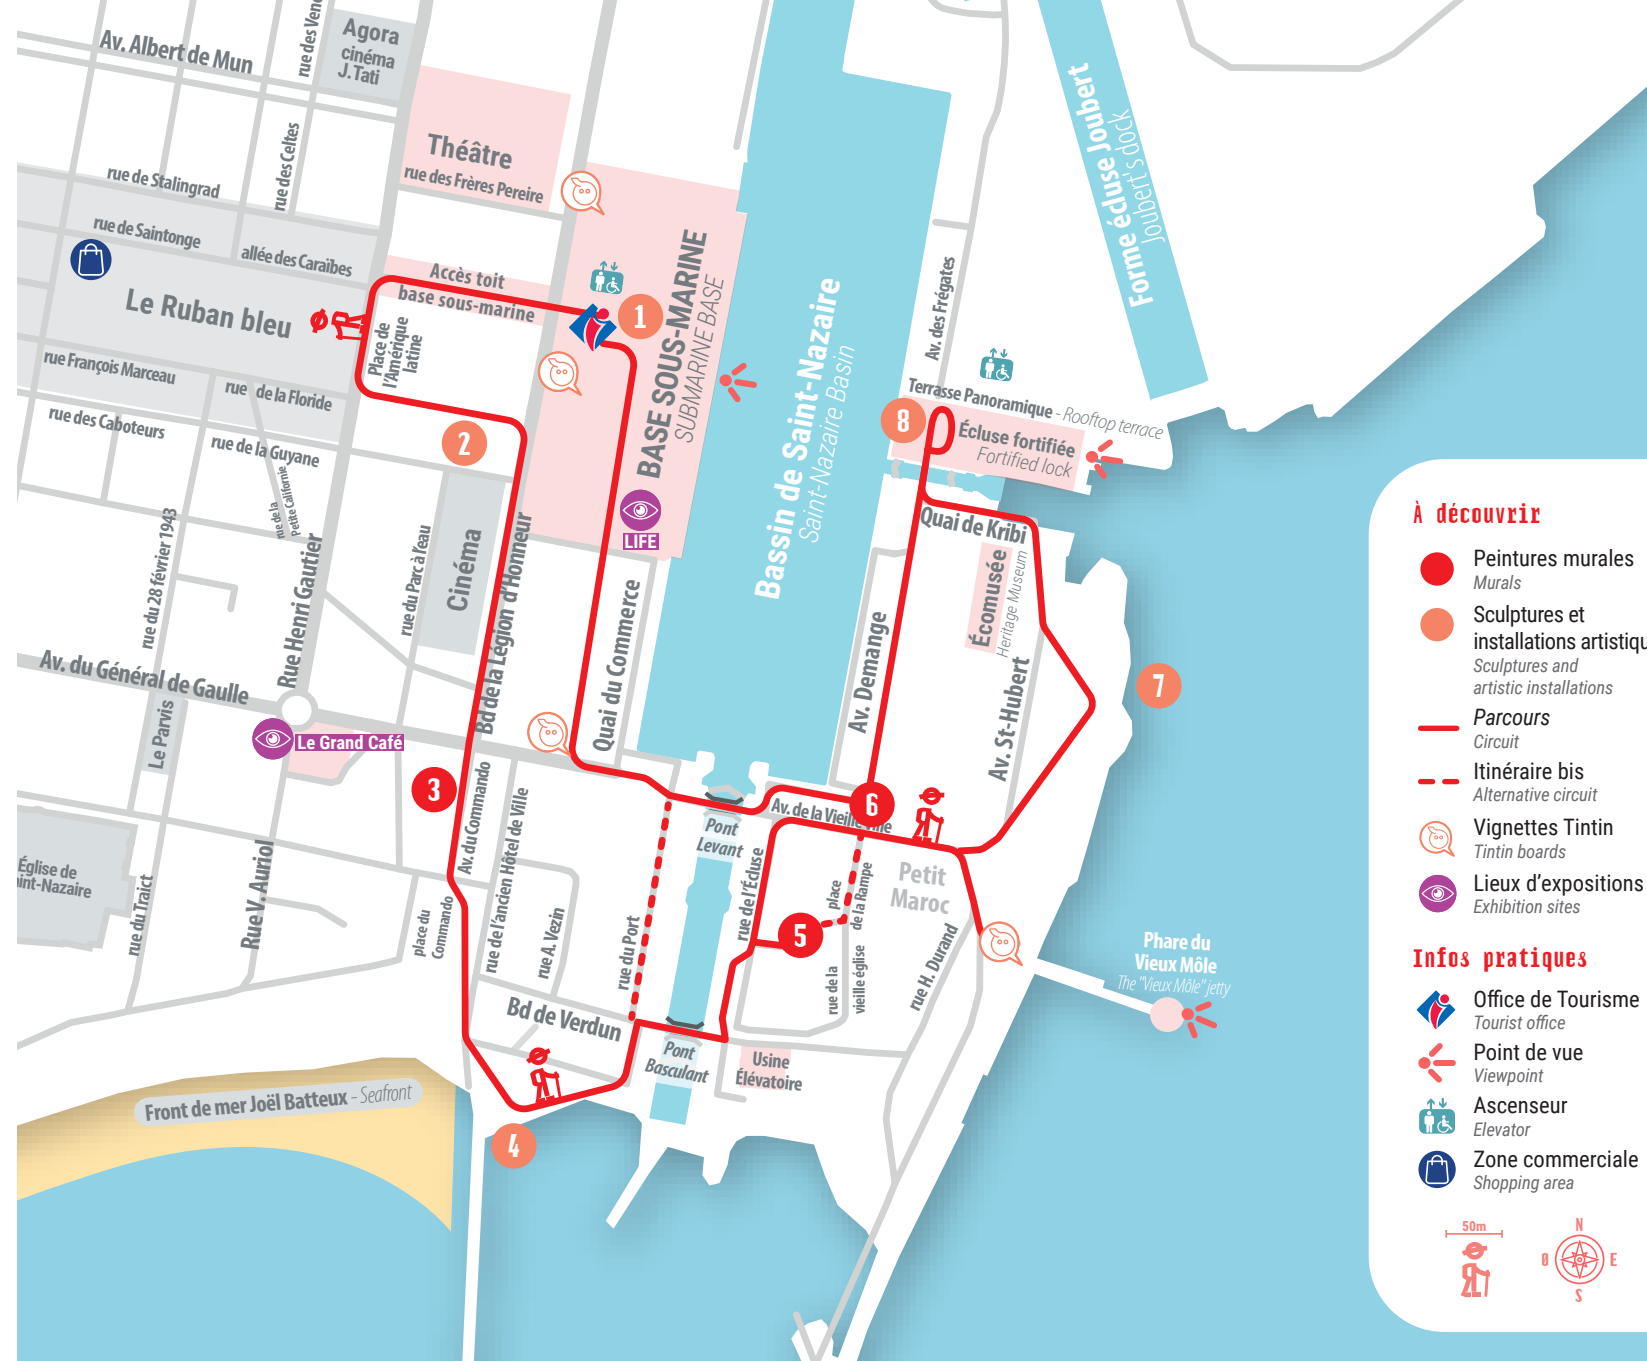 Av. Albert de Mun
rue des Ven
Agora
cinéma
J.Tati
rue des Celtes
Théâtre
rue des Frères Pereire
rue de Stalingrad
rue de Saintonge
allée des Caraïbes
Le Ruban bleu
Accès toit
base sous-marine
Place de
l'Amérique
latine
1
BASE SOUS-MARINE
SUBMARINE BASE
LIFE
rue François Marceau
rue de la Floride
rue des Caboteurs
rue de la Guyane
rue de la
Petite Californie
2
rue du 28 février 1943
Rue Henri Gautier
rue du Parc à l'eau
Cinéma
Bd de la Légion d'Honneur
Quai du Commerce
Bassin de Saint-Nazaire
Saint-Nazaire Basin
Forme écluse Joubert
Joubert's dock
Av. des Frégates
Terrasse Panoramique - Rooftop terrace
8
Écluse fortifiée
Fortified lock
Quai de Kribi
Écomusée
Heritage Museum
Av. Demange
Av. St-Hubert
7
Av. du Général de Gaulle
Le Parvis
Le Grand Café
3
Av. du Commando
rue de l'ancien Hôtel de Ville
Église de
int-Nazaire
rue du Traict
Rue V. Auriol
place du
Commando
rue A. Vezin
rue du Port
Bd de Verdun
Pont
Levant
Av. de la Vieille Ville
6
rue de l'Écluse
place
de la Rampe
5
Petit
Maroc
rue de la
vieille église
rue H. Durand
Phare du
Vieux Môle
The "Vieux Môle" jetty
Pont
Basculant
Usine
Élévatoire
Front de mer Joël Batteux - Seafront
4
À découvrir
Peintures murales
Murals
Sculptures et
installations artistiqu
Sculptures and
artistic installations
Parcours
Circuit
Itinéraire bis
Alternative circuit
Vignettes Tintin
Tintin boards
Lieux d'expositions
Exhibition sites
Infos pratiques
Office de Tourisme
Tourist office
Point de vue
Viewpoint
Ascenseur
Elevator
Zone commerciale
Shopping area
50m
N
O
E
S